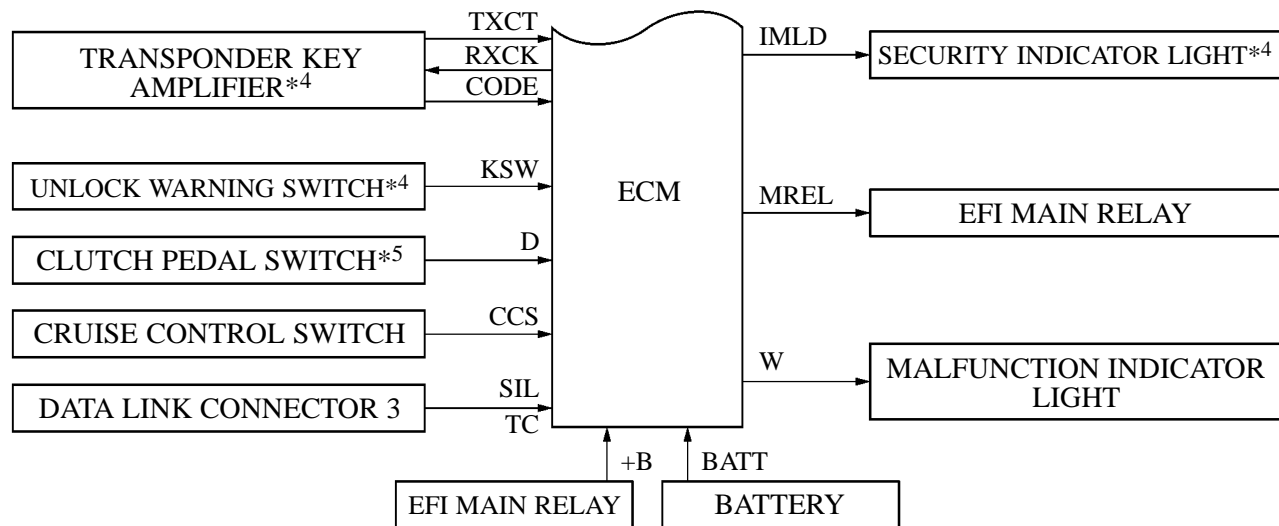 TXCT
TRANSPONDER KEY
AMPLIFIER*4
RXCK
CODE
UNLOCK WARNING SWITCH*4
KSW
CLUTCH PEDAL SWITCH*5
D
CRUISE CONTROL SWITCH
CCS
DATA LINK CONNECTOR 3
SIL
TC
ECM
IMLD
SECURITY INDICATOR LIGHT*4
MREL
EFI MAIN RELAY
W
MALFUNCTION INDICATOR
LIGHT
+B
BATT
EFI MAIN RELAY
BATTERY